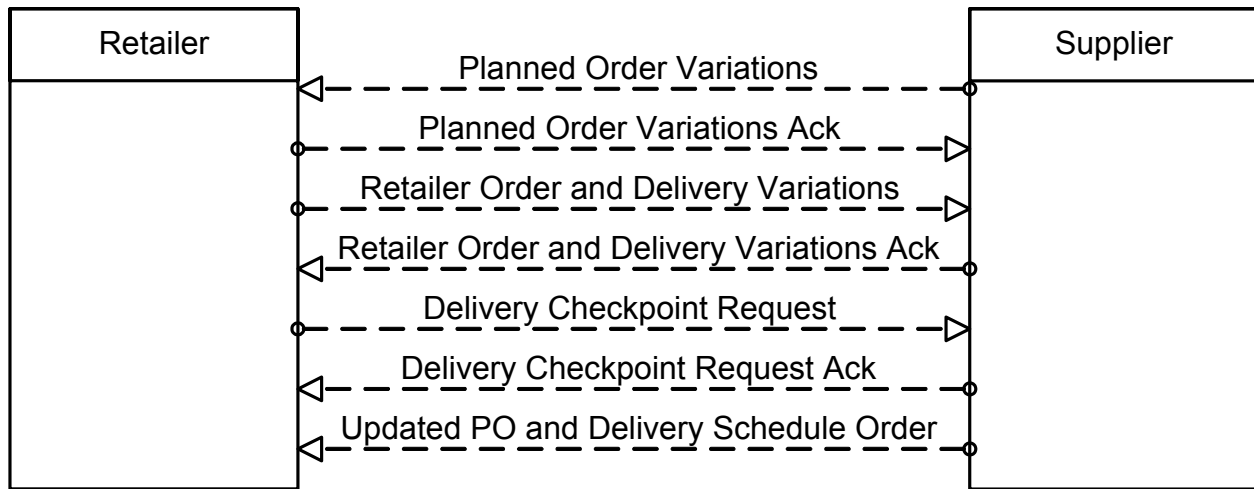 Retailer
Supplier
Planned Order Variations
Planned Order Variations Ack
Retailer Order and Delivery Variations
Retailer Order and Delivery Variations Ack
Delivery Checkpoint Request
Delivery Checkpoint Request Ack
Updated PO and Delivery Schedule Order